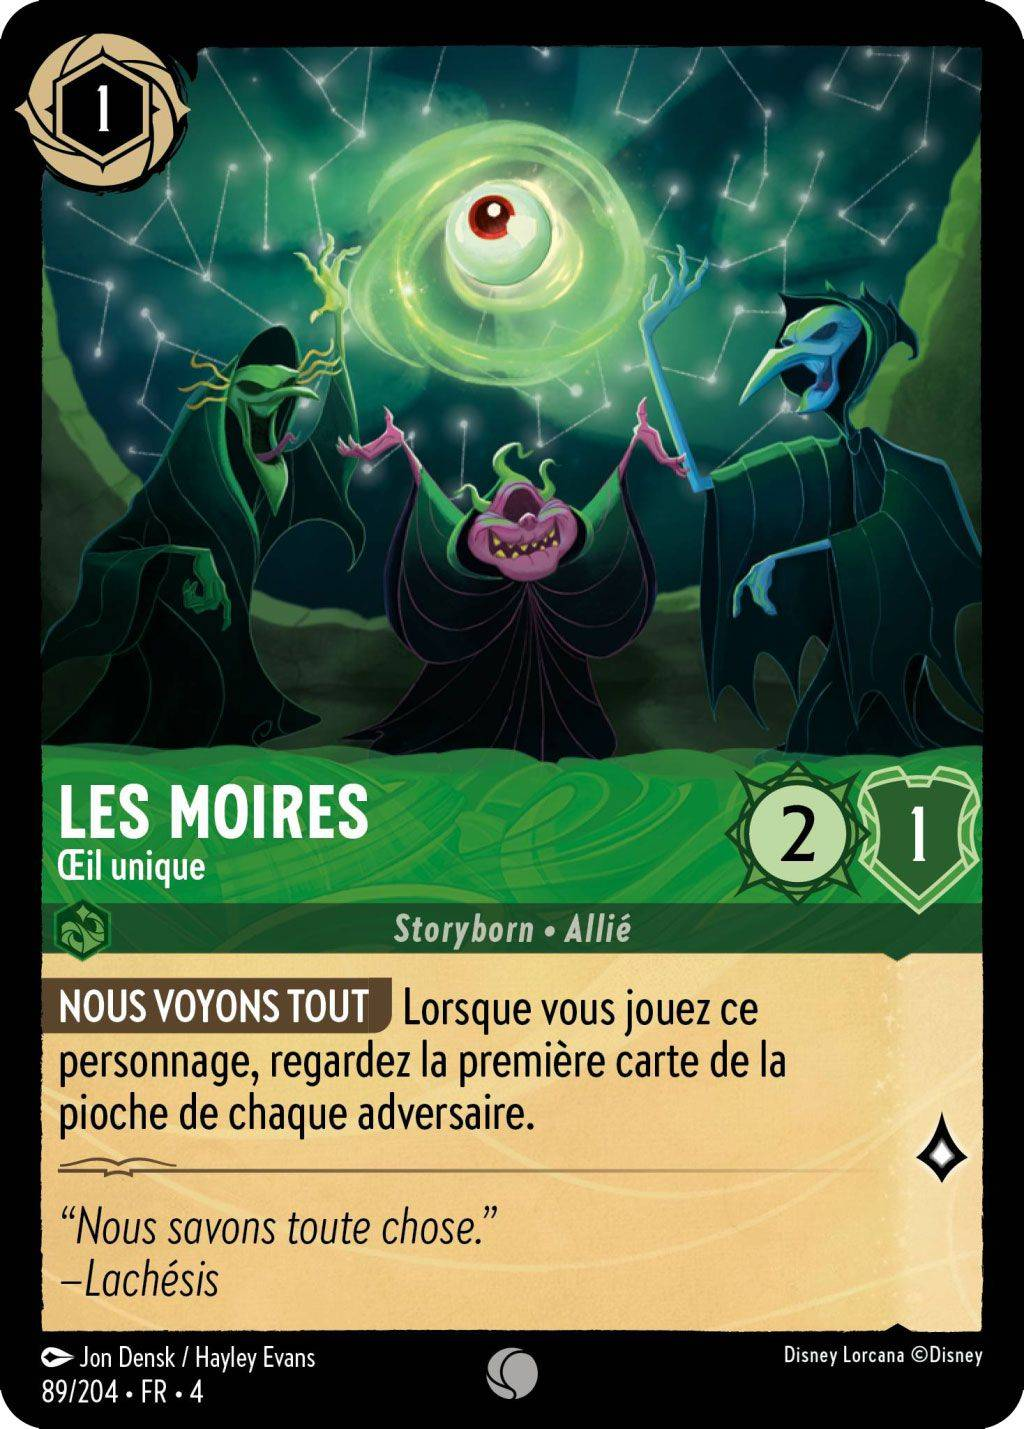 1
LES MOIRES
Œil unique
2
1
Storyborn • Allié
NOUS VOYONS TOUT Lorsque vous jouez ce
personnage, regardez la première carte de la
pioche de chaque adversaire.
“Nous savons toute chose.”
–Lachésis
Jon Densk / Hayley Evans
Disney Lorcana ©Disney
89/204 • FR • 4